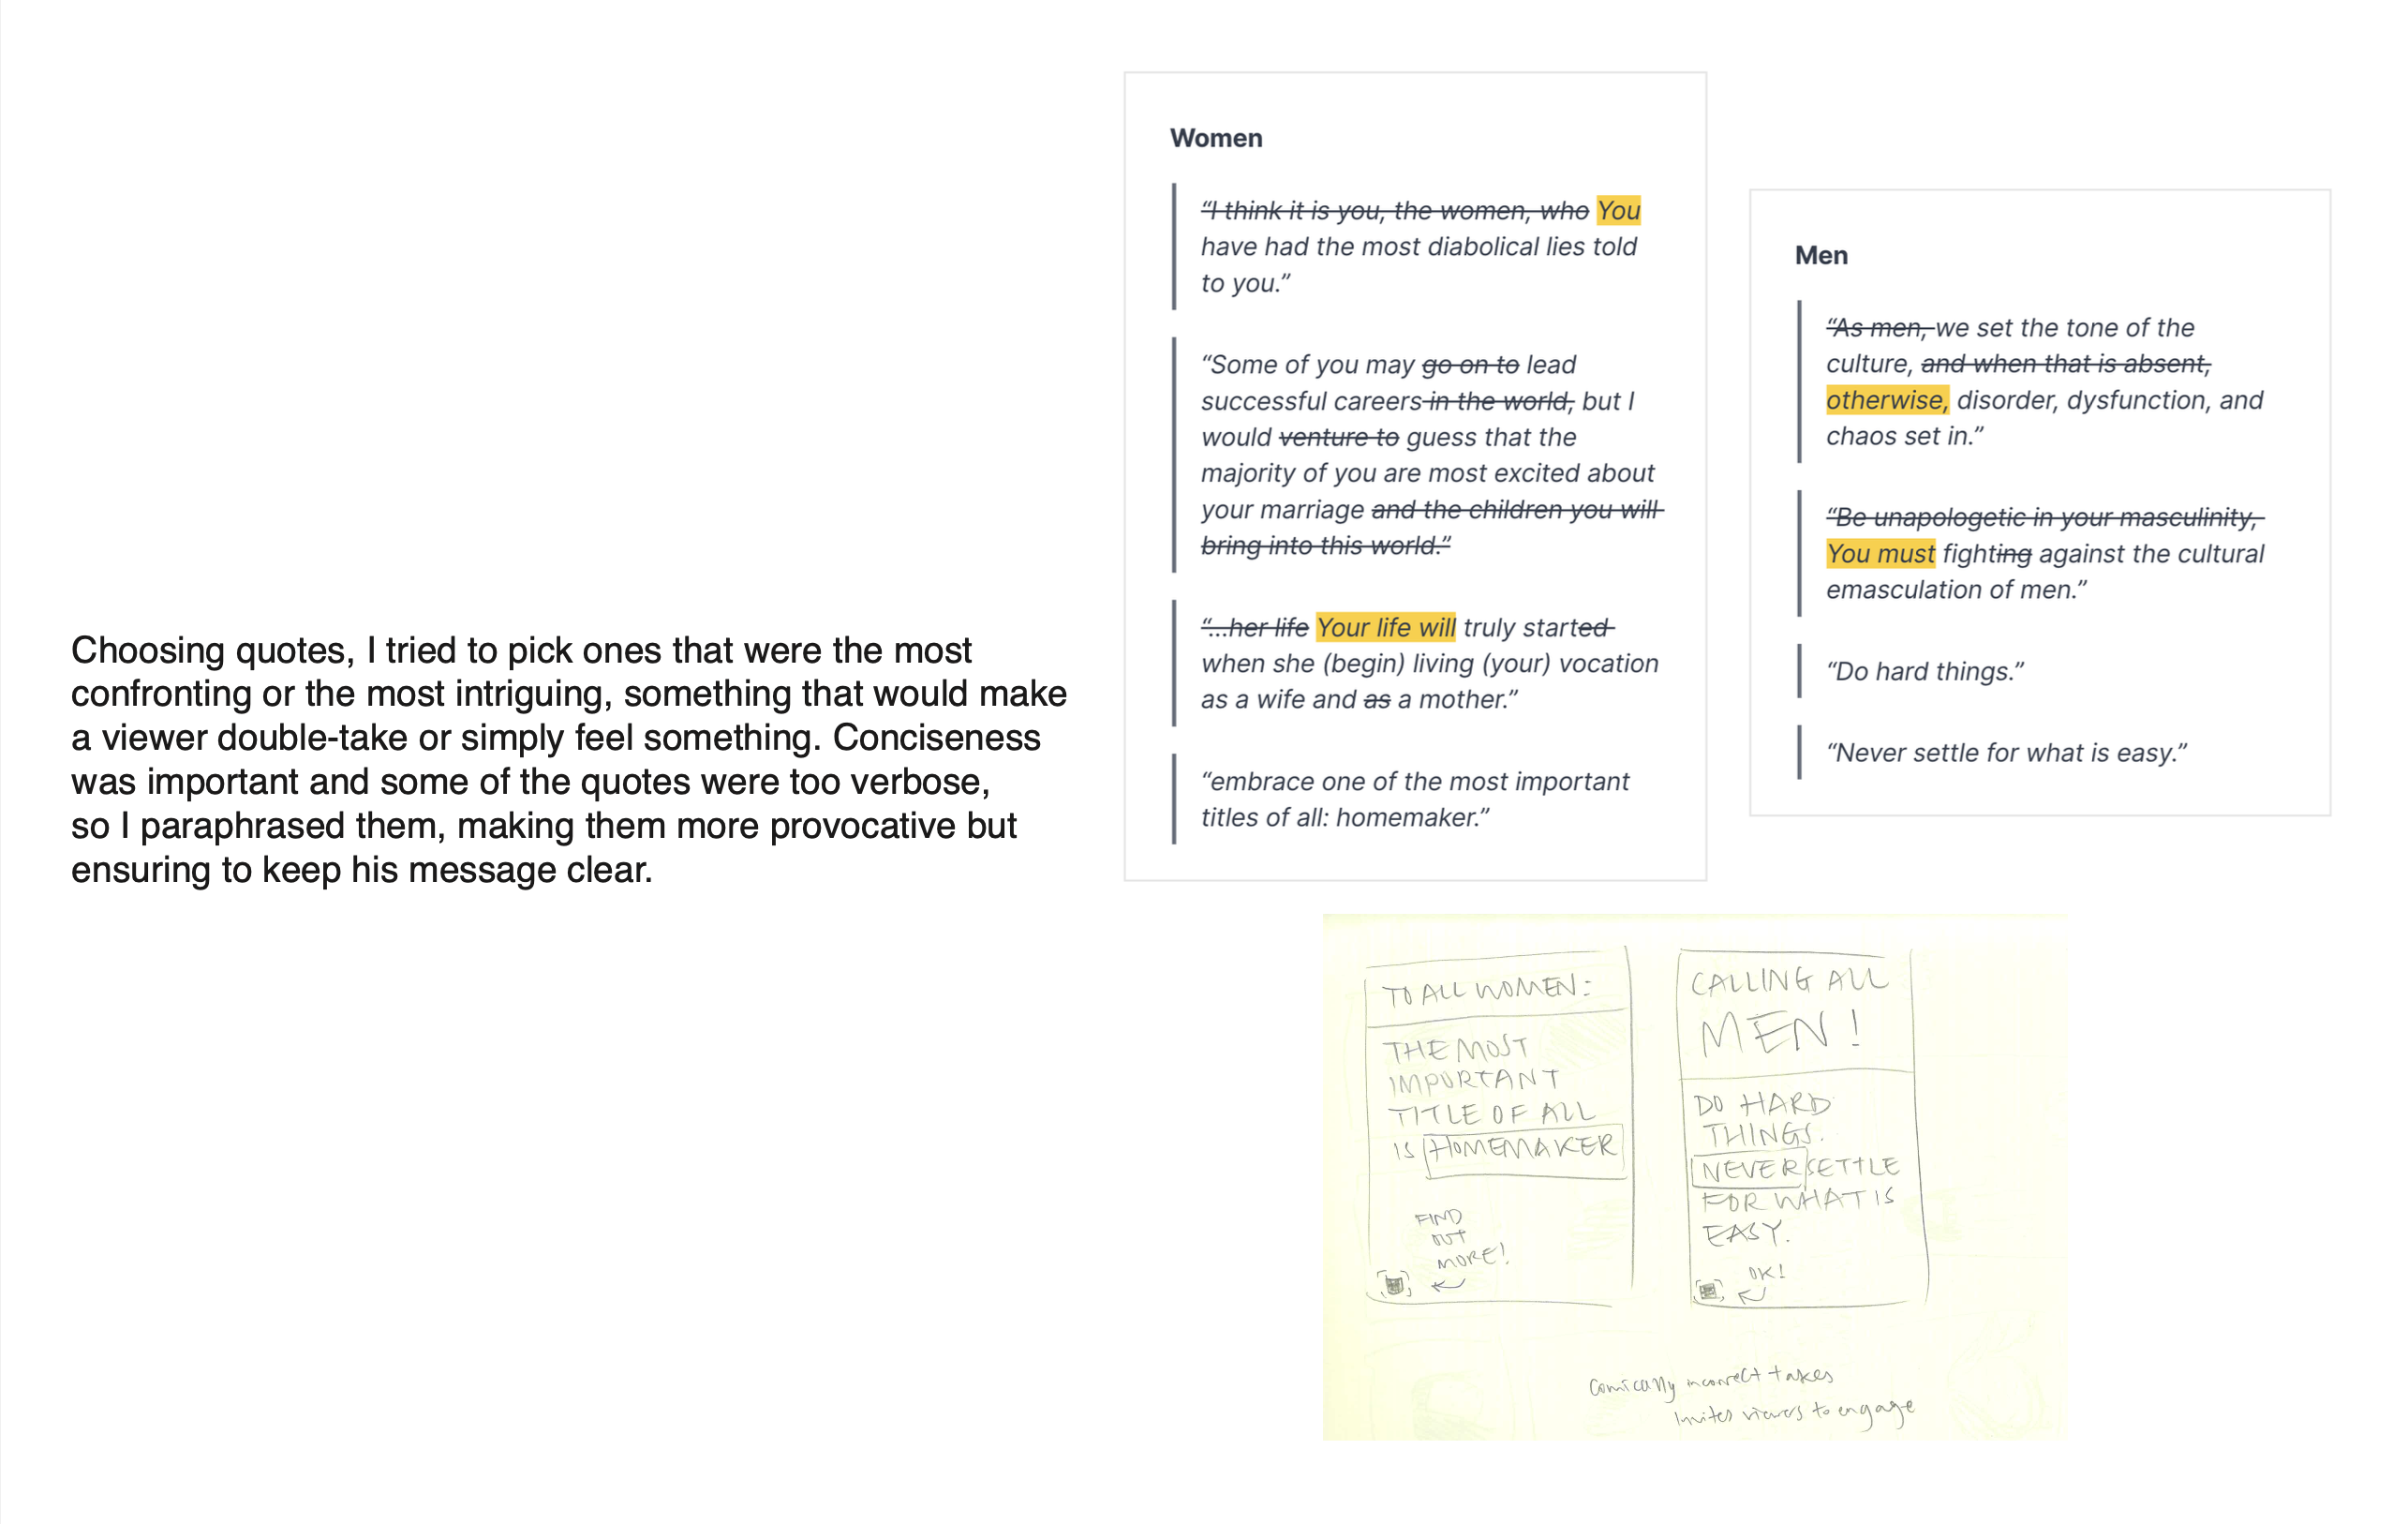 Choosing quotes, I tried to pick ones that were the most
confronting or the most intriguing, something that would make
a viewer double-take or simply feel something. Conciseness
was important and some of the quotes were too verbose,
so I paraphrased them, making them more provocative but
ensuring to keep his message clear.
Women
“I think it is you, the women, who You
have had the most diabolical lies told
to you.”
“Some of you may go on to lead
successful careers in the world, but I
would venture to guess that the
majority of you are most excited about
your marriage and the children you will
bring into this world.”
“...her life Your life will truly started
when she (begin) living (your) vocation
as a wife and as a mother.”
“embrace one of the most important
titles of all: homemaker.”
Men
“As men, we set the tone of the
culture, and when that is absent,
otherwise, disorder, dysfunction, and
chaos set in.”
“Be unapologetic in your masculinity,
You must fighting against the cultural
emasculation of men.”
“Do hard things.”
“Never settle for what is easy.”
TO ALL WOMEN:
THE MOST
IMPORTANT
TITLE OF ALL
IS HOMEMAKER
FIND
OUT
MORE!
CALLING ALL
MEN!
DO HARD
THINGS.
NEVER SETTLE
FOR WHAT IS
EASY.
OK!
Comically incorrect takes
Invites viewers to engage